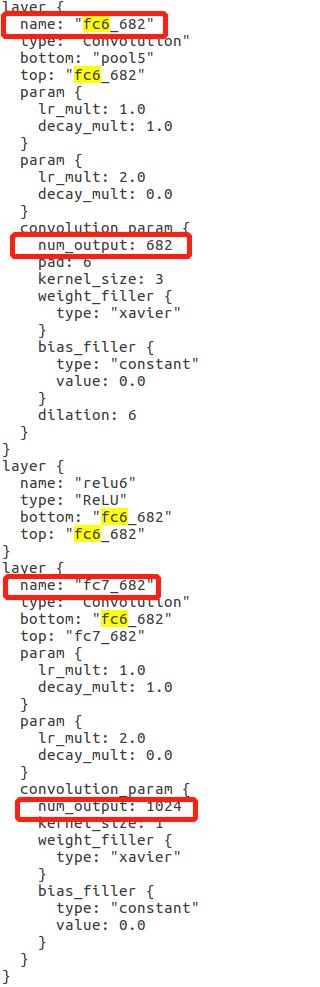 layer {
  name: "fc6_682"
  type: "Convolution"
  bottom: "pool5"
  top: "fc6_682"
  param {
    lr_mult: 1.0
    decay_mult: 1.0
  }
  param {
    lr_mult: 2.0
    decay_mult: 0.0
  }
  convolution_param {
    num_output: 682
    pad: 6
    kernel_size: 3
    weight_filler {
      type: "xavier"
    }
    bias_filler {
      type: "constant"
      value: 0.0
    }
    dilation: 6
  }
}
layer {
  name: "relu6"
  type: "ReLU"
  bottom: "fc6_682"
  top: "fc6_682"
}
layer {
  name: "fc7_682"
  type: "Convolution"
  bottom: "fc6_682"
  top: "fc7_682"
  param {
    lr_mult: 1.0
    decay_mult: 1.0
  }
  param {
    lr_mult: 2.0
    decay_mult: 0.0
  }
  convolution_param {
    num_output: 1024
    kernel_size: 1
    weight_filler {
      type: "xavier"
    }
    bias_filler {
      type: "constant"
      value: 0.0
    }
  }
}